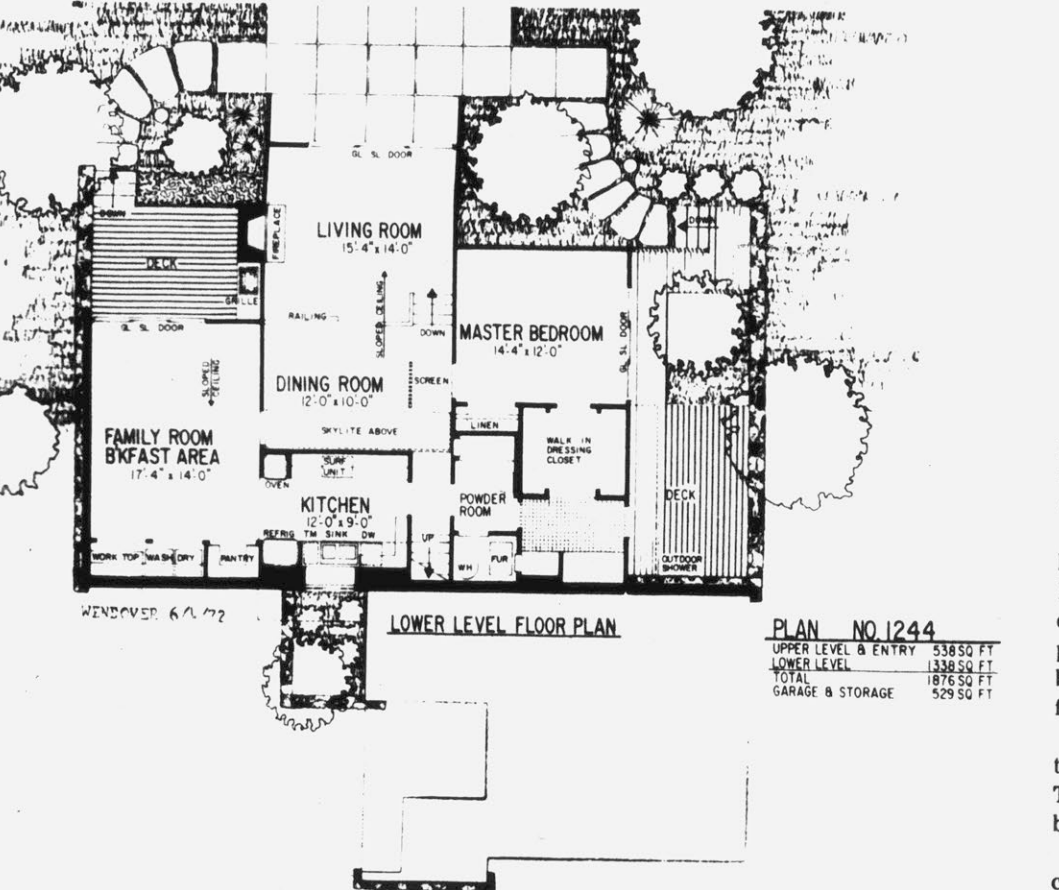 GL SL DOOR
DOWN
FIREPLACE
LIVING ROOM
15'-4" x 14'-0"
DOWN
DECK
GRILLE
SLOPED CEILING
RAILING
DOWN
GL SL DOOR
MASTER BEDROOM
14'-4" x 12'-0"
GL SL DOOR
SLOPED
CEILING
DINING ROOM
12'-0" x 10'-0"
SCREEN
SKYLITE ABOVE
LINEN
FAMILY ROOM
B'KFAST AREA
17'-4" x 14'-0"
WALK IN
DRESSING
CLOSET
SURF
UNIT
OVEN
KITCHEN
12'-0" x 9'-0"
POWDER
ROOM
DECK
REFRIG
TM SINK DW
UP
WORK TOP
WASH
DRY
PANTRY
WH
FUR
OUTDOOR
SHOWER
WENDOVER
LOWER LEVEL FLOOR PLAN
PLAN NO. 1244
UPPER LEVEL & ENTRY 538 SQ FT
LOWER LEVEL 1338 SQ FT
TOTAL 1876 SQ FT
GARAGE & STORAGE 529 SQ FT